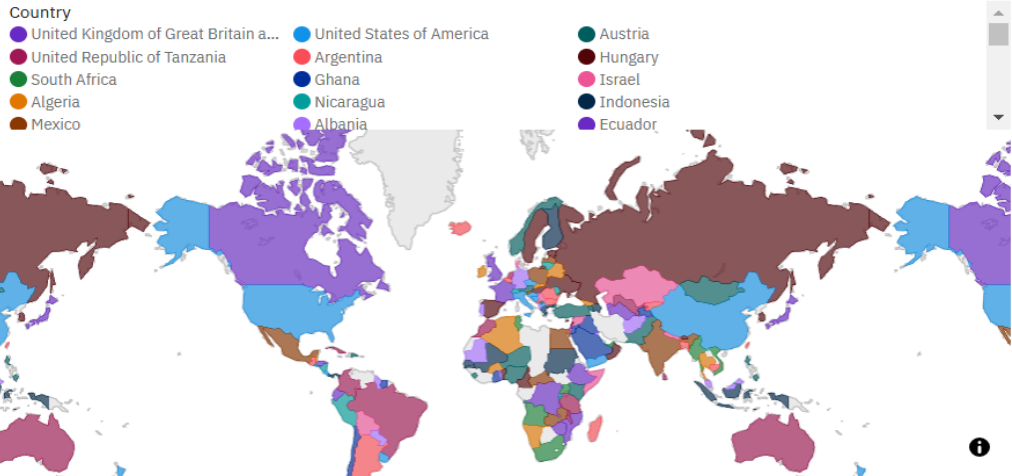 Country
United Kingdom of Great Britain a... United States of America Austria
United Republic of Tanzania Argentina Hungary
South Africa Ghana Israel
Algeria Nicaragua Indonesia
Mexico Albania Ecuador
i